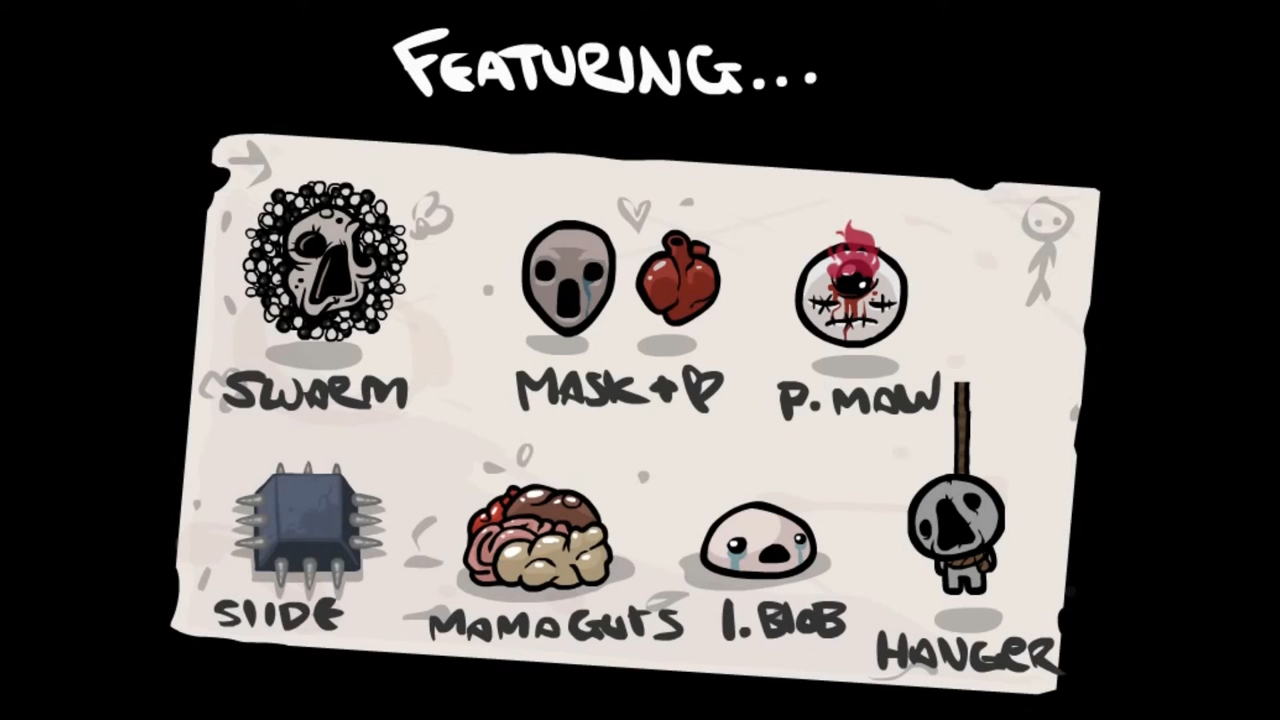 FEATURING...
SWARM
MASK + ♥
P. MAW
SlIDE
MAMA GUTS
I. BlOB
HANGER